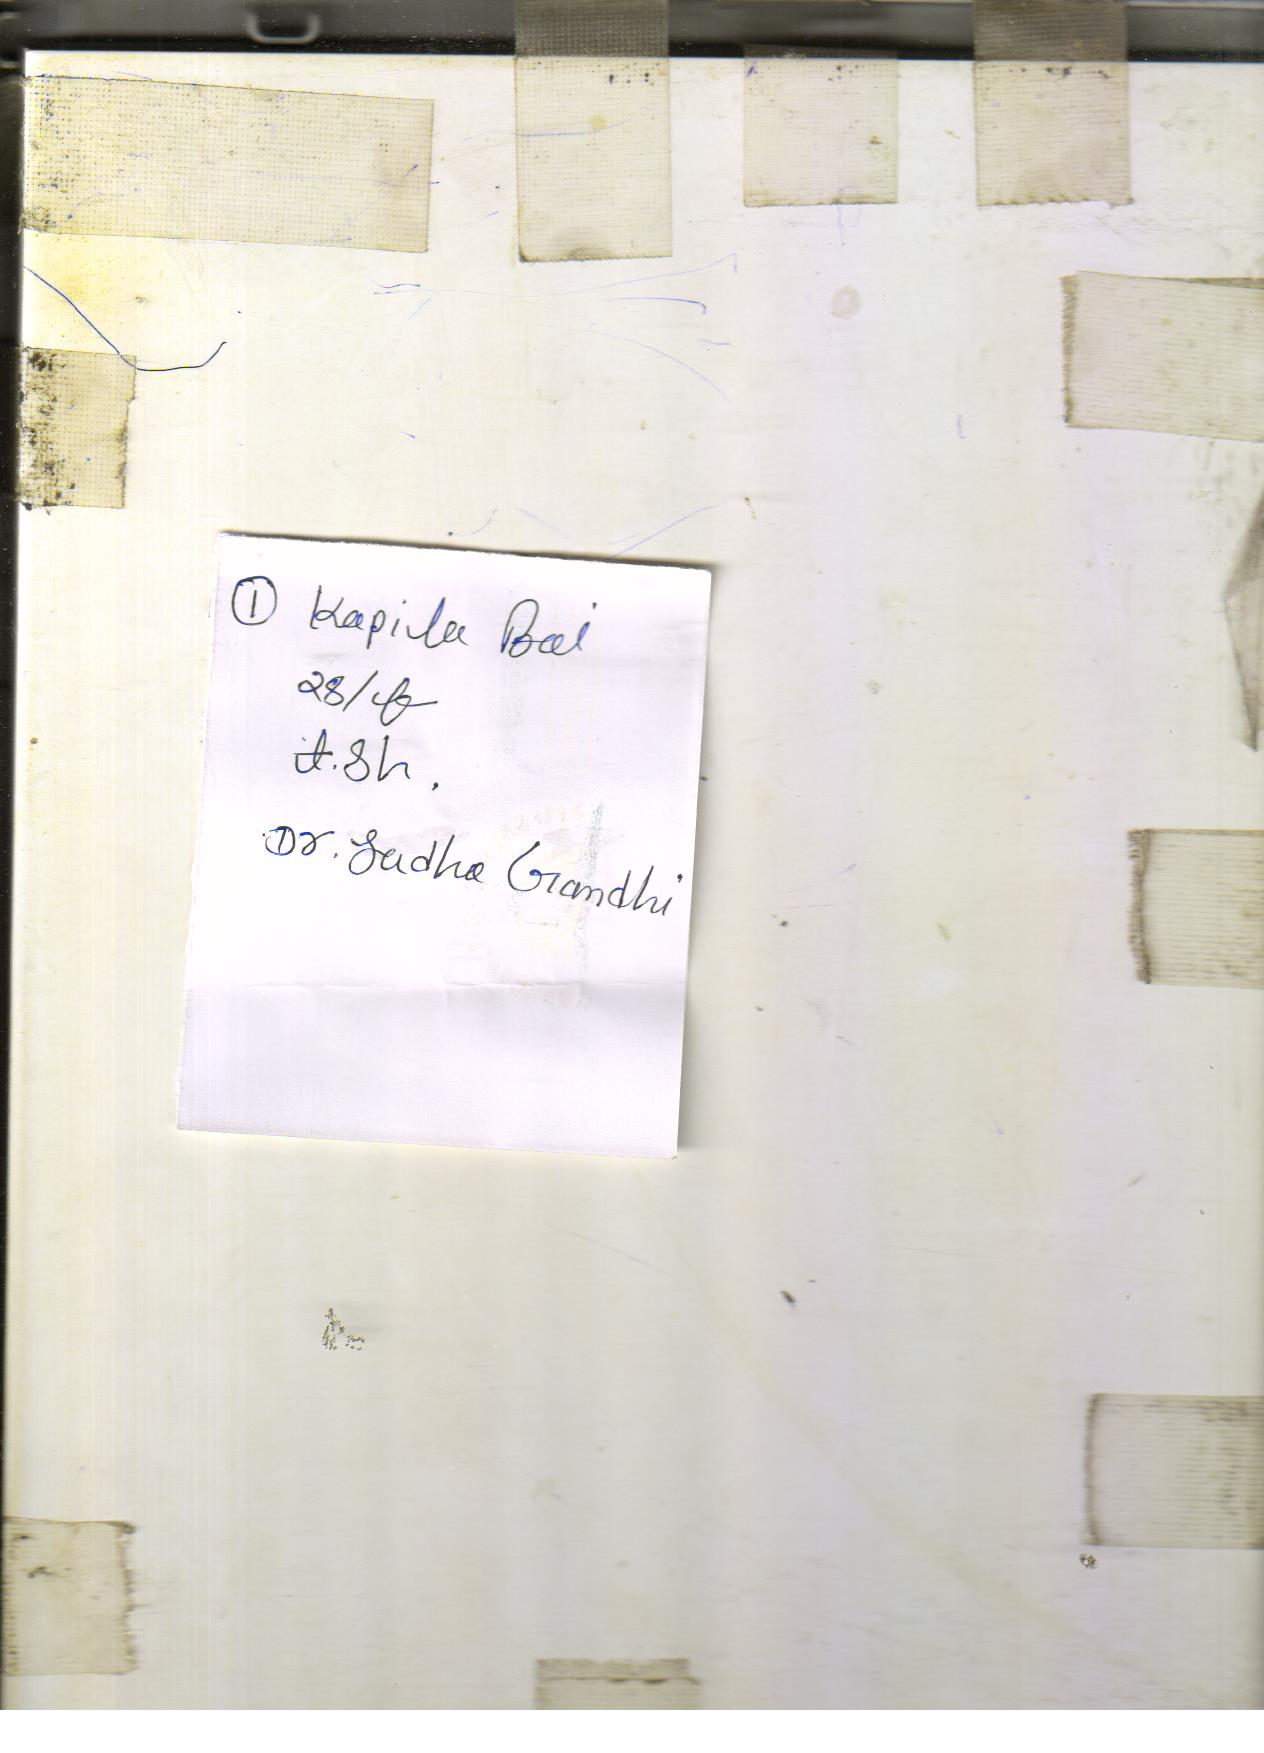 ① Kapila Bai
28/f
T.Sh.
Dr. Sudha Gandhi